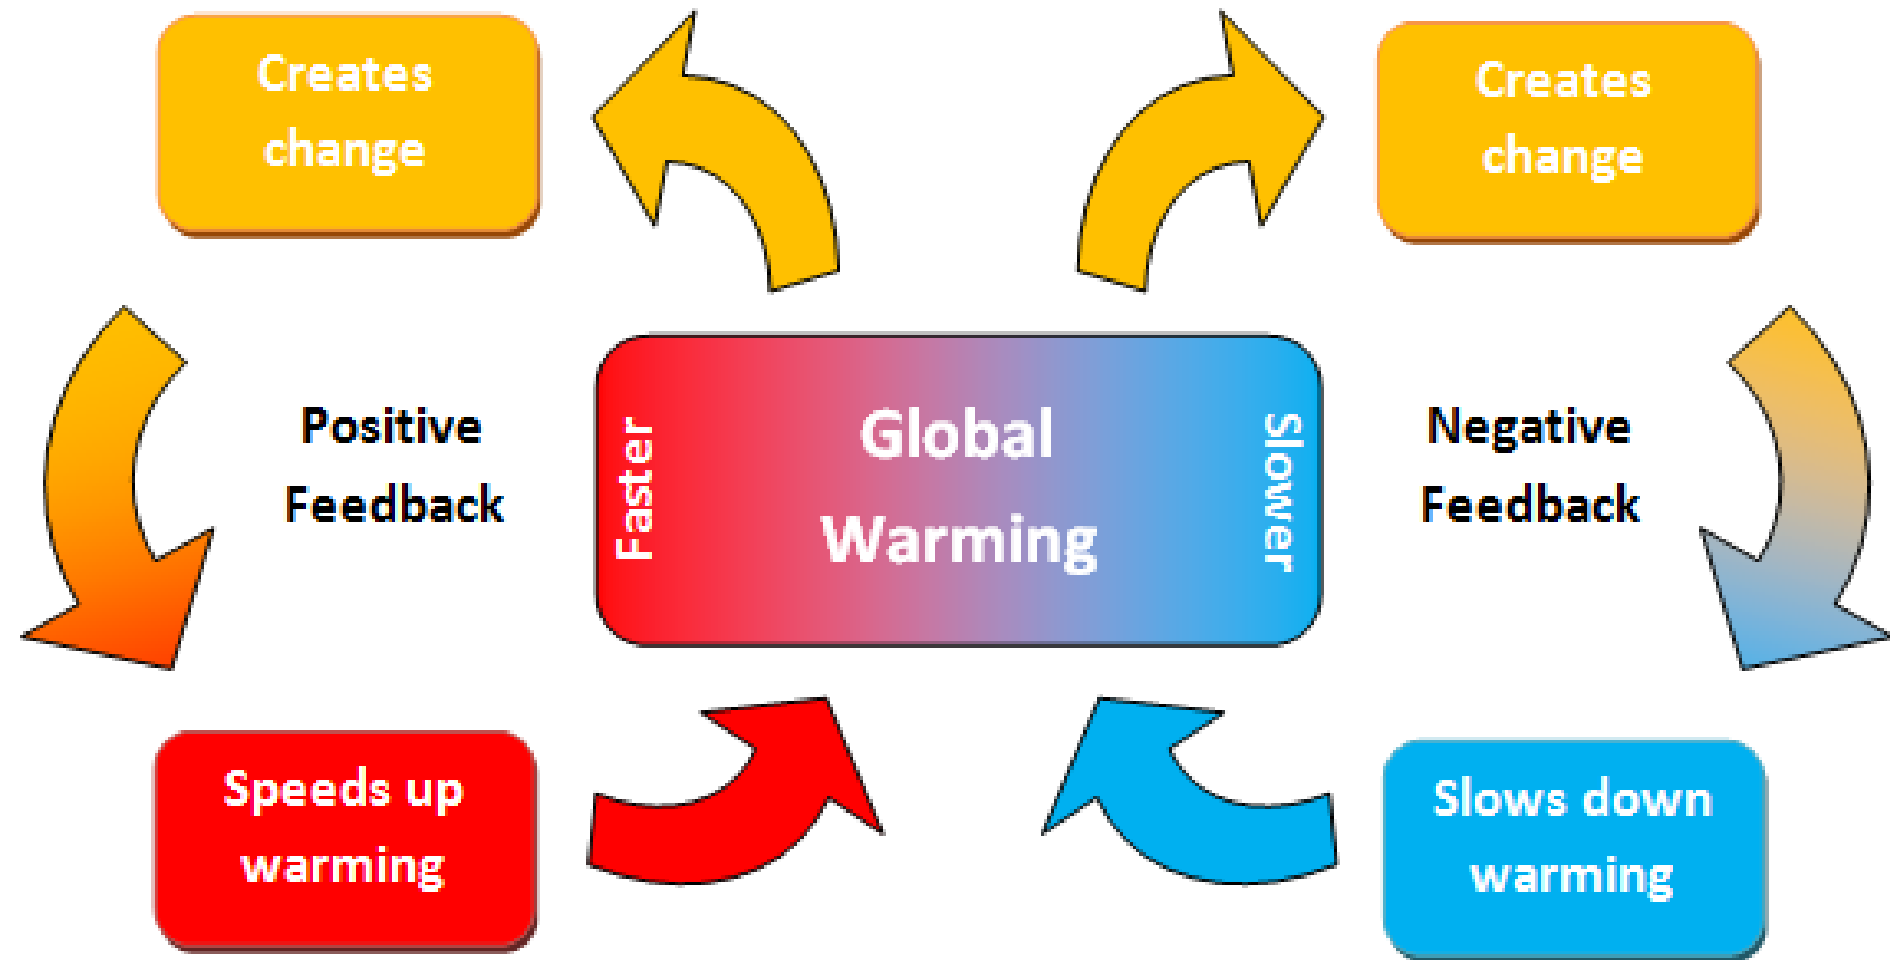 Creates
change
Creates
change
Positive
Feedback
Faster
Global
Warming
Slower
Negative
Feedback
Speeds up
warming
Slows down
warming